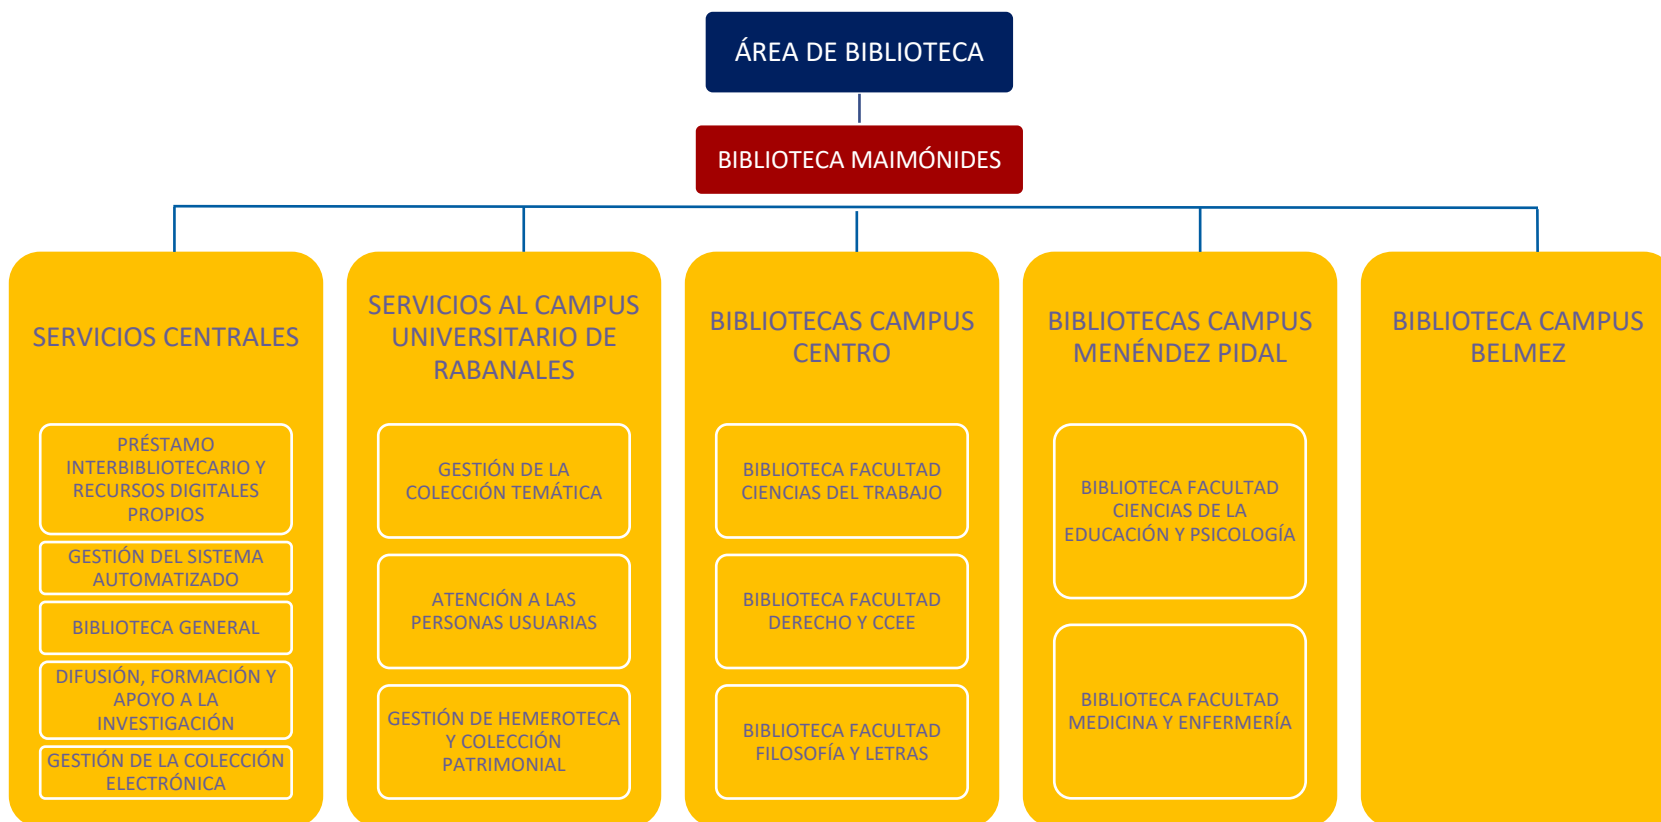 ÁREA DE BIBLIOTECA
BIBLIOTECA MAIMÓNIDES
SERVICIOS CENTRALES
PRÉSTAMO
INTERBIBLIOTECARIO Y
RECURSOS DIGITALES
PROPIOS
GESTIÓN DEL SISTEMA
AUTOMATIZADO
BIBLIOTECA GENERAL
DIFUSIÓN, FORMACIÓN Y
APOYO A LA
INVESTIGACIÓN
GESTIÓN DE LA COLECCIÓN
ELECTRÓNICA
SERVICIOS AL CAMPUS
UNIVERSITARIO DE
RABANALES
GESTIÓN DE LA
COLECCIÓN TEMÁTICA
ATENCIÓN A LAS
PERSONAS USUARIAS
GESTIÓN DE HEMEROTECA
Y COLECCIÓN
PATRIMONIAL
BIBLIOTECAS CAMPUS
CENTRO
BIBLIOTECA FACULTAD
CIENCIAS DEL TRABAJO
BIBLIOTECA FACULTAD
DERECHO Y CCEE
BIBLIOTECA FACULTAD
FILOSOFÍA Y LETRAS
BIBLIOTECAS CAMPUS
MENÉNDEZ PIDAL
BIBLIOTECA FACULTAD
CIENCIAS DE LA
EDUCACIÓN Y PSICOLOGÍA
BIBLIOTECA FACULTAD
MEDICINA Y ENFERMERÍA
BIBLIOTECA CAMPUS
BELMEZ